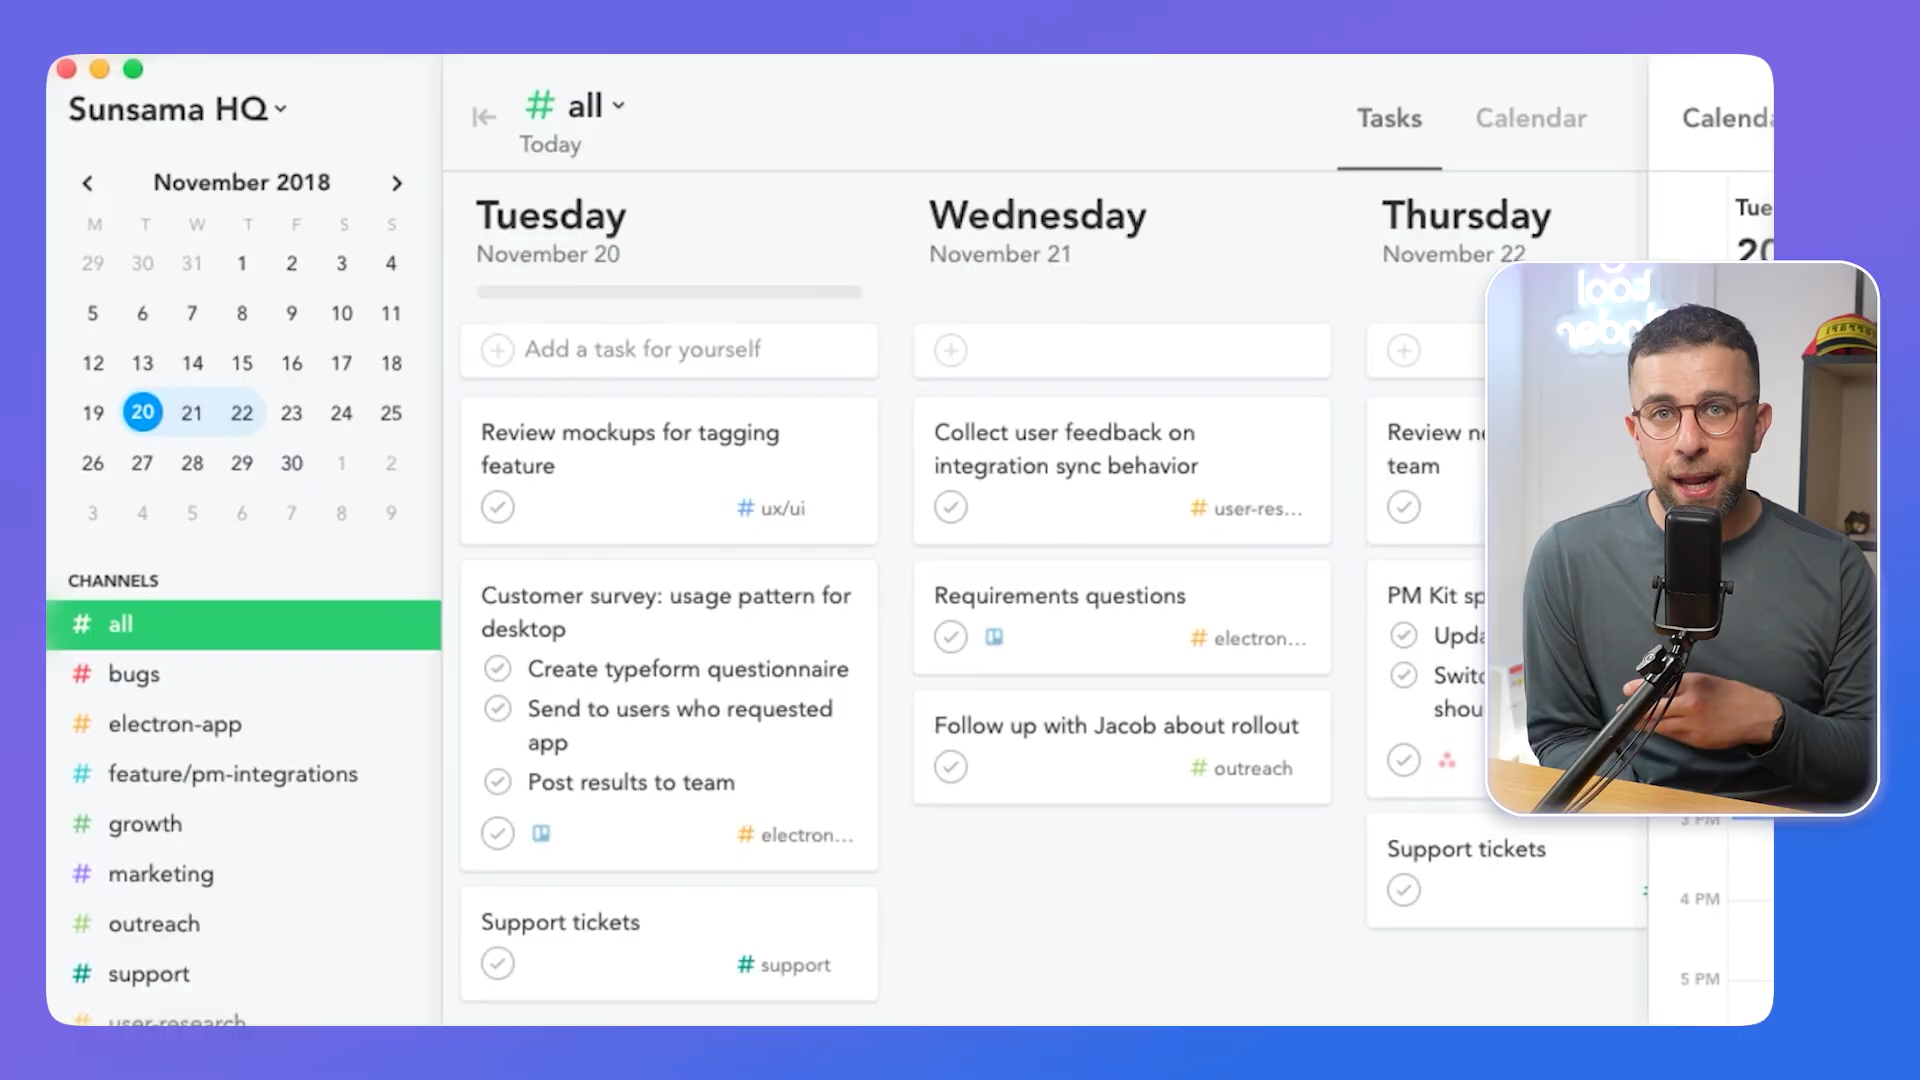 Sunsama HQ
November 2018
M T W T F S S
29 30 31 1 2 3 4
5 6 7 8 9 10 11
12 13 14 15 16 17 18
19 20 21 22 23 24 25
26 27 28 29 30 1 2
3 4 5 6 7 8 9
CHANNELS
# all
# bugs
# electron-app
# feature/pm-integrations
# growth
# marketing
# outreach
# support
# user-research
# all
Today
Tasks
Calendar
Tuesday
November 20
Add a task for yourself
Review mockups for tagging
feature
# ux/ui
Customer survey: usage pattern for
desktop
Create typeform questionnaire
Send to users who requested
app
Post results to team
# electron...
Support tickets
# support
Wednesday
November 21
Collect user feedback on
integration sync behavior
# user-res...
Requirements questions
# electron...
Follow up with Jacob about rollout
# outreach
Thursday
November 22
Review
team
PM Kit
Support tickets
Tue
20
3 PM
4 PM
5 PM